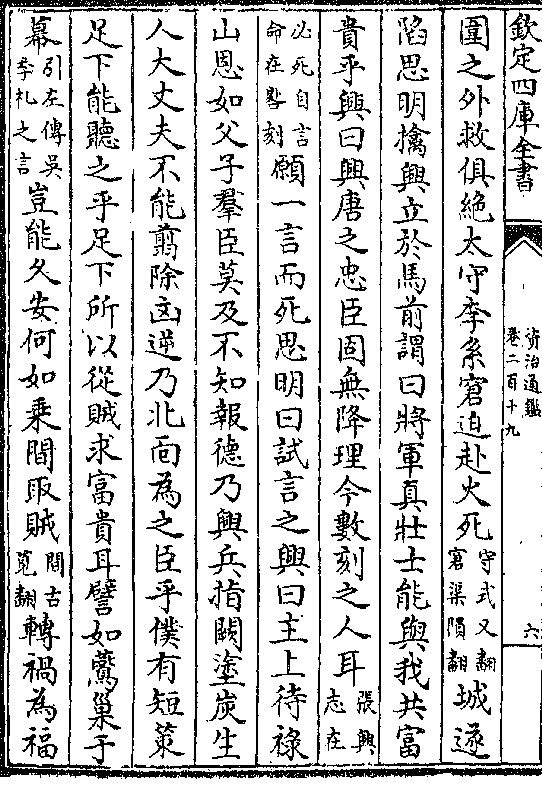 欽定四庫全書
資治通鑑
卷二百十九
六
圍之外救俱絶太守李系窘迫赴火死守式又翻窘渠隕翻城遂
陷思明擒興立於馬前謂曰將軍真壯士能與我共富
貴乎興曰興唐之忠臣固無降理今數刻之人耳張興志在
必死自言命在數刻願一言而死思明曰試言之興曰主上待禄
山恩如父子羣臣莫及不知報德乃興兵指闕塗炭生
人大丈夫不能翦除凶逆乃北面為之臣乎僕有短策
足下能聽之乎足下所以從賊求富貴耳譬如鷰巢于
幕引左傳吳季札之言豈能久安何如乘間取賊間古莧翻轉禍為福